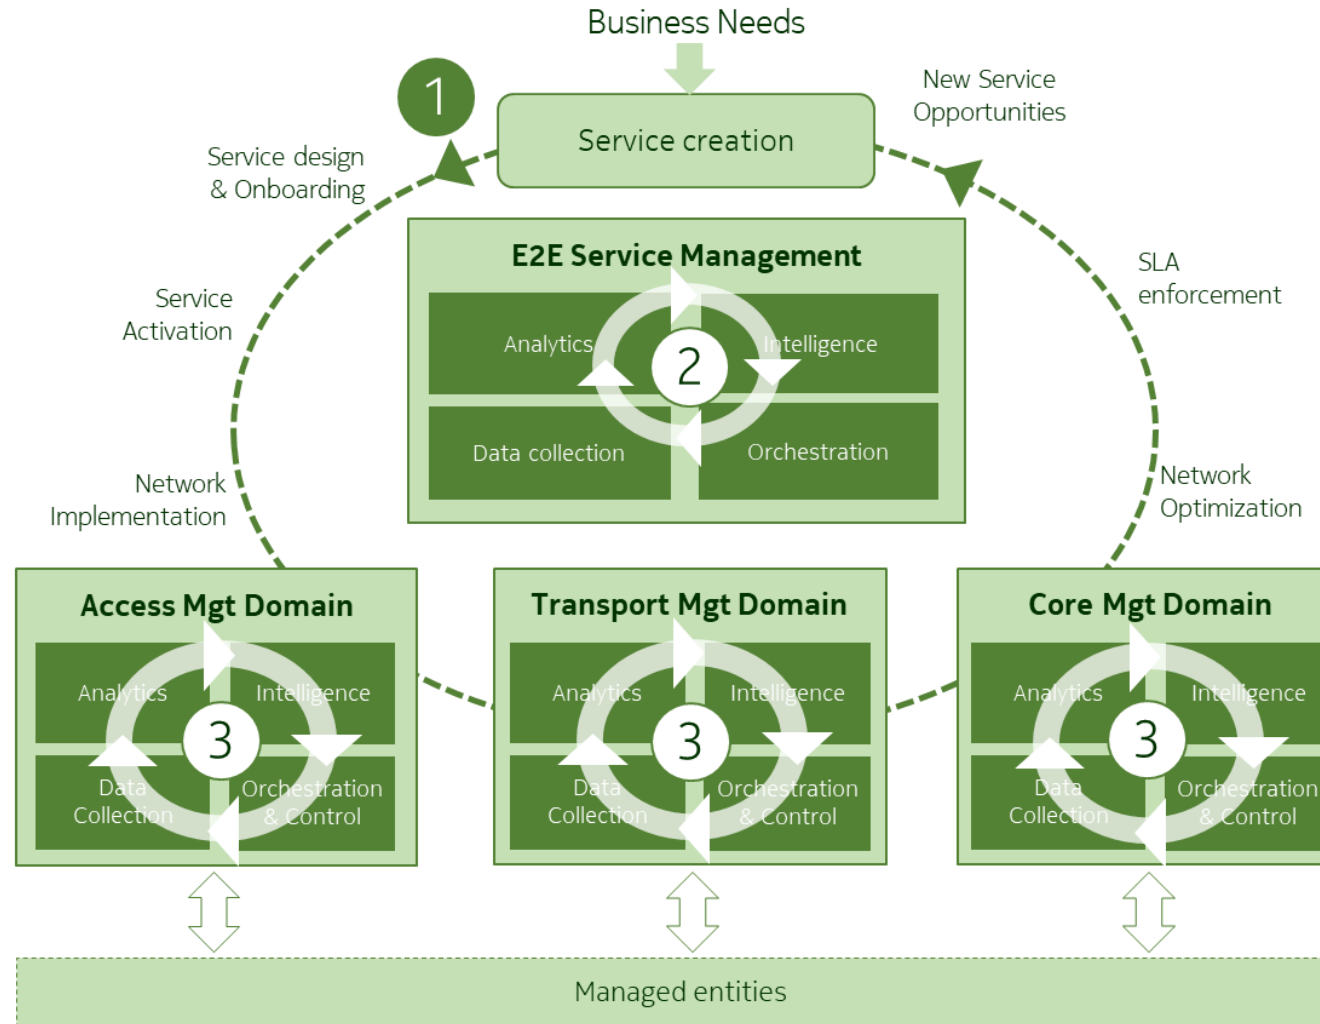 Business Needs
1
New Service
Opportunities
Service creation
Service design
& Onboarding
E2E Service Management
SLA
enforcement
Service
Activation
Analytics
Intelligence
2
Data collection
Orchestration
Network
Implementation
Network
Optimization
Access Mgt Domain
Analytics
Intelligence
3
Data
Collection
Orchestration
& Control
Transport Mgt Domain
Analytics
Intelligence
3
Data
Collection
Orchestration
& Control
Core Mgt Domain
Analytics
Intelligence
3
Data
Collection
Orchestration
& Control
Managed entities